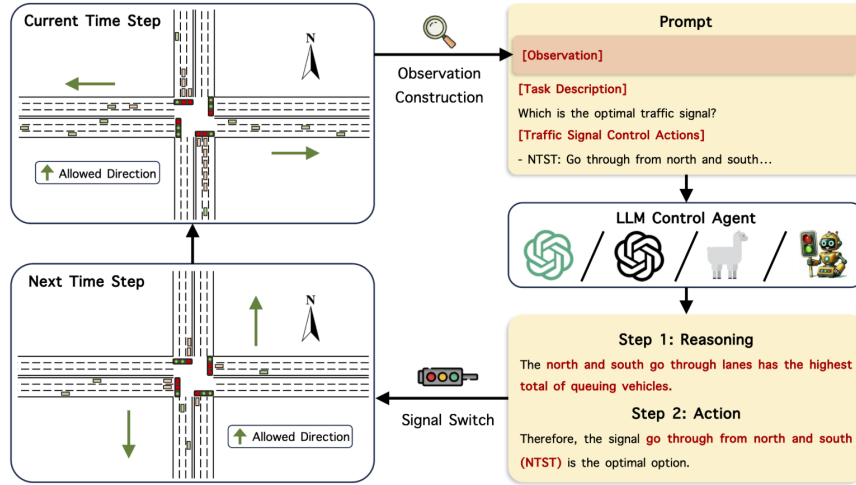 Current Time Step
N
Allowed Direction
Observation
Construction
Prompt
[Observation]
[Task Description]
Which is the optimal traffic signal?
[Traffic Signal Control Actions]
- NTST: Go through from north and south...
LLM Control Agent
Step 1: Reasoning
The north and south go through lanes has the highest
total of queuing vehicles.
Step 2: Action
Therefore, the signal go through from north and south
(NTST) is the optimal option.
Signal Switch
Next Time Step
N
Allowed Direction